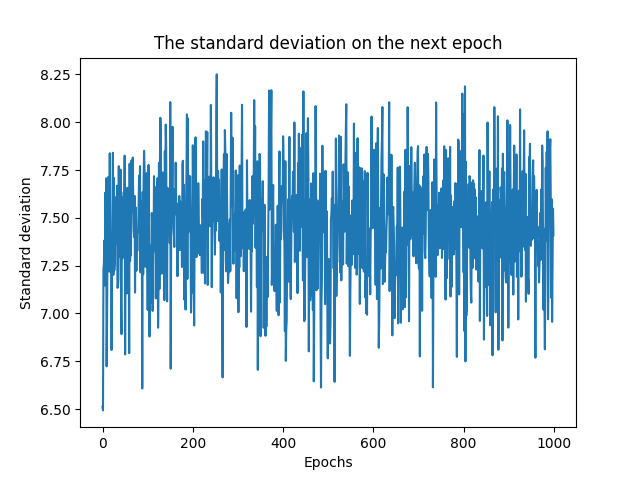 The standard deviation on the next epoch
8.25
8.00
7.75
7.50
7.25
7.00
6.75
6.50
Standard deviation
0 200 400 600 800 1000
Epochs